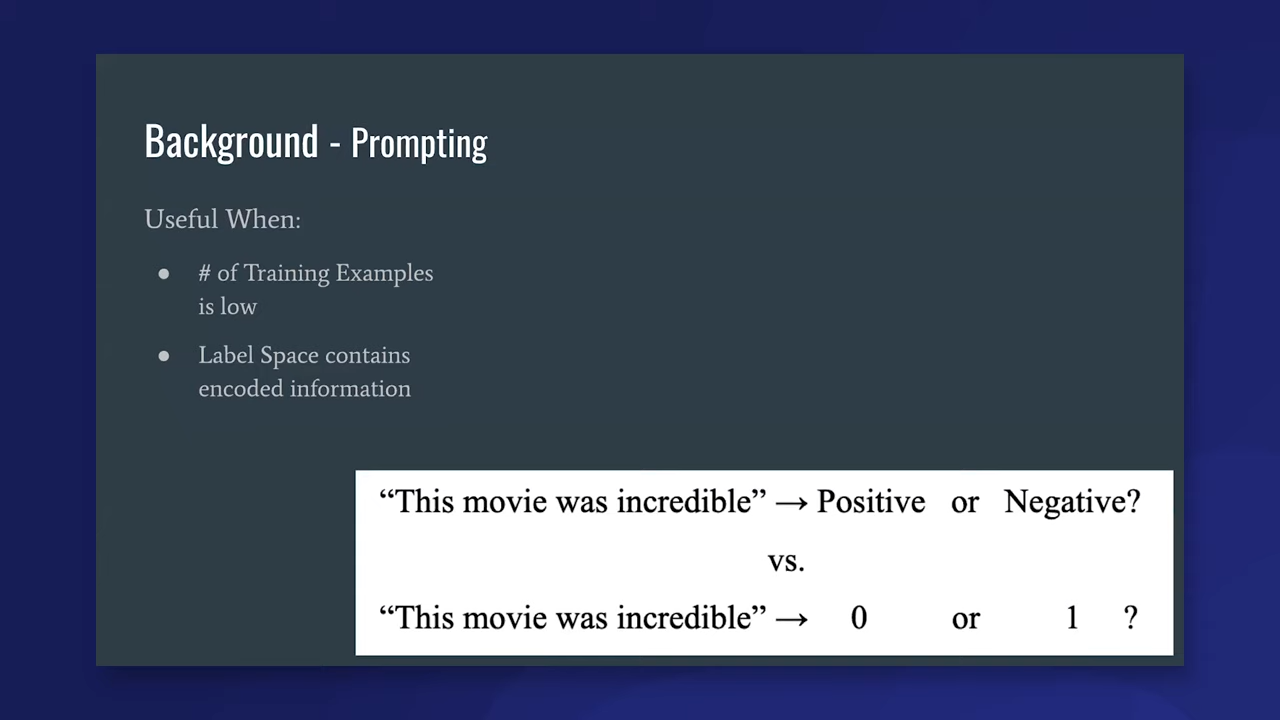 Background - Prompting
Useful When:
● # of Training Examples
is low
● Label Space contains
encoded information
“This movie was incredible” → Positive or Negative?
vs.
“This movie was incredible” → 0 or 1 ?